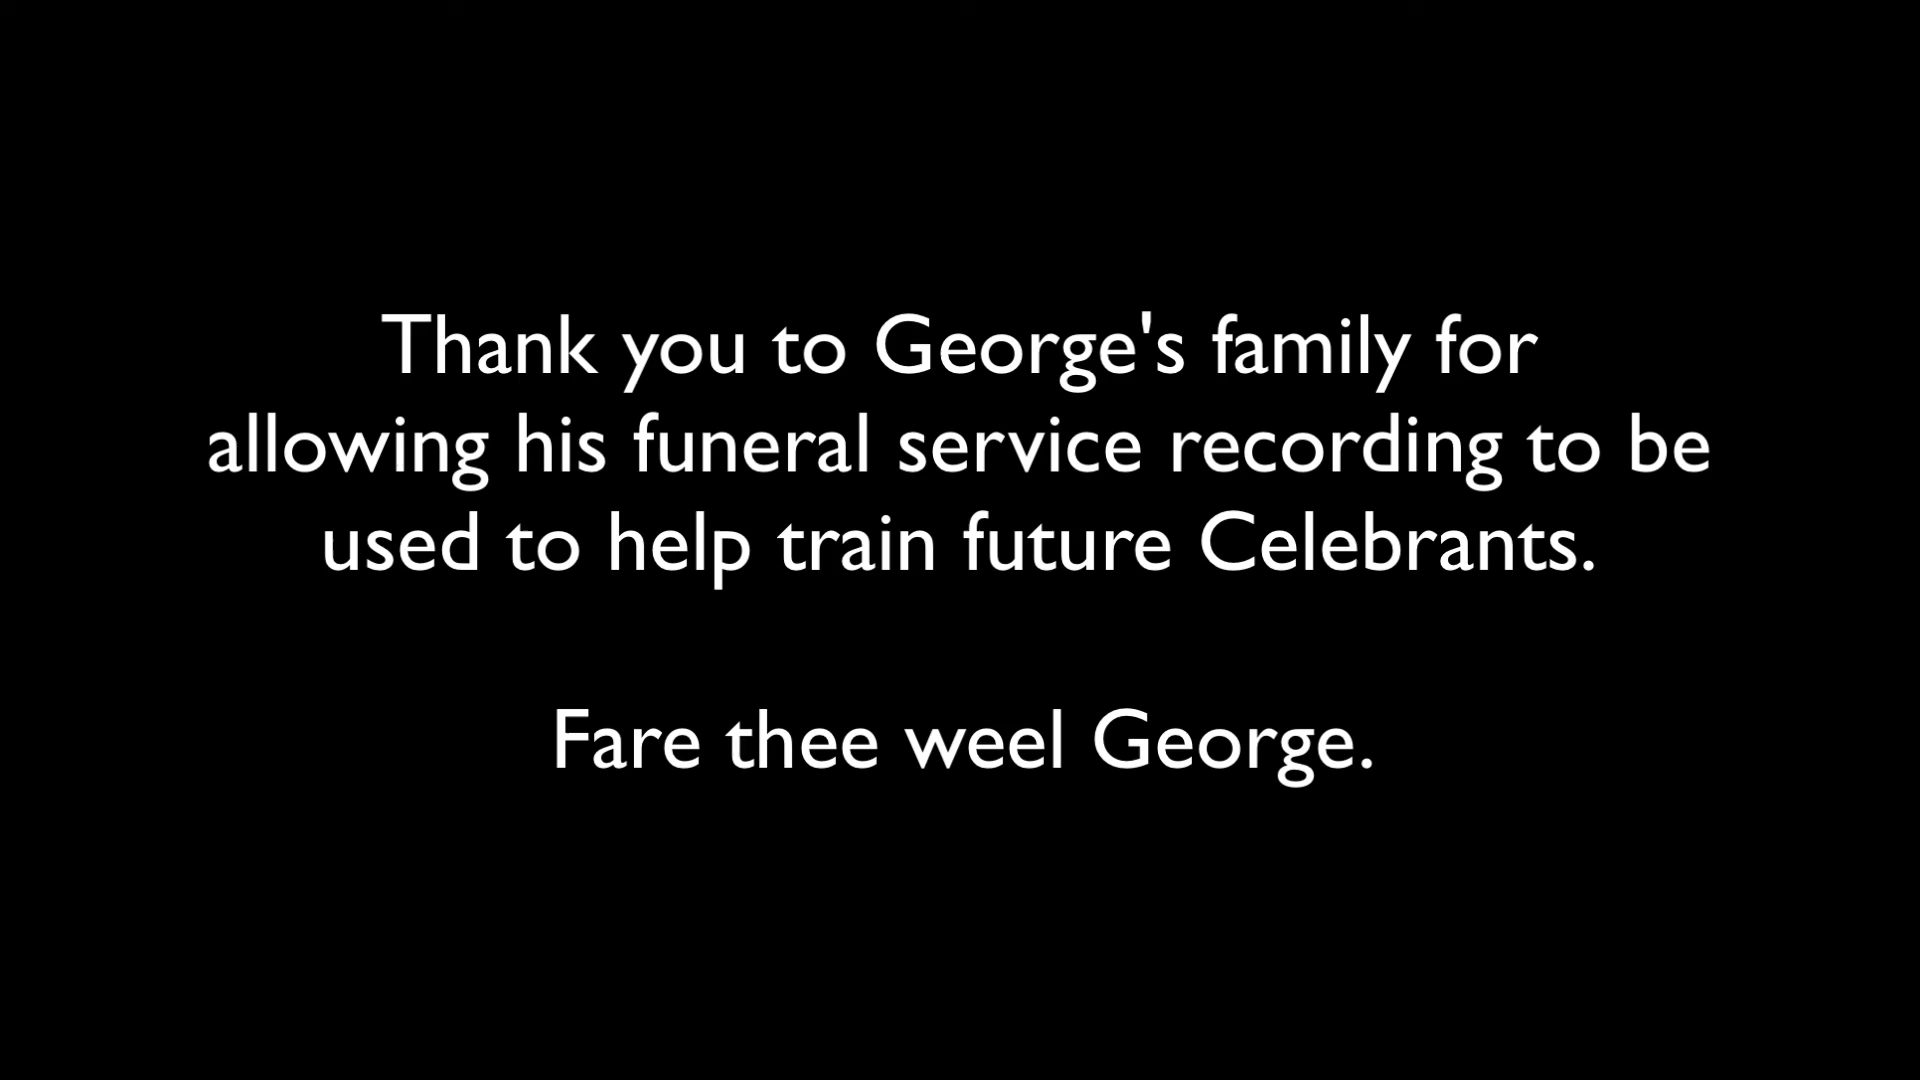 Thank you to George's family for
allowing his funeral service recording to be
used to help train future Celebrants.
Fare thee weel George.